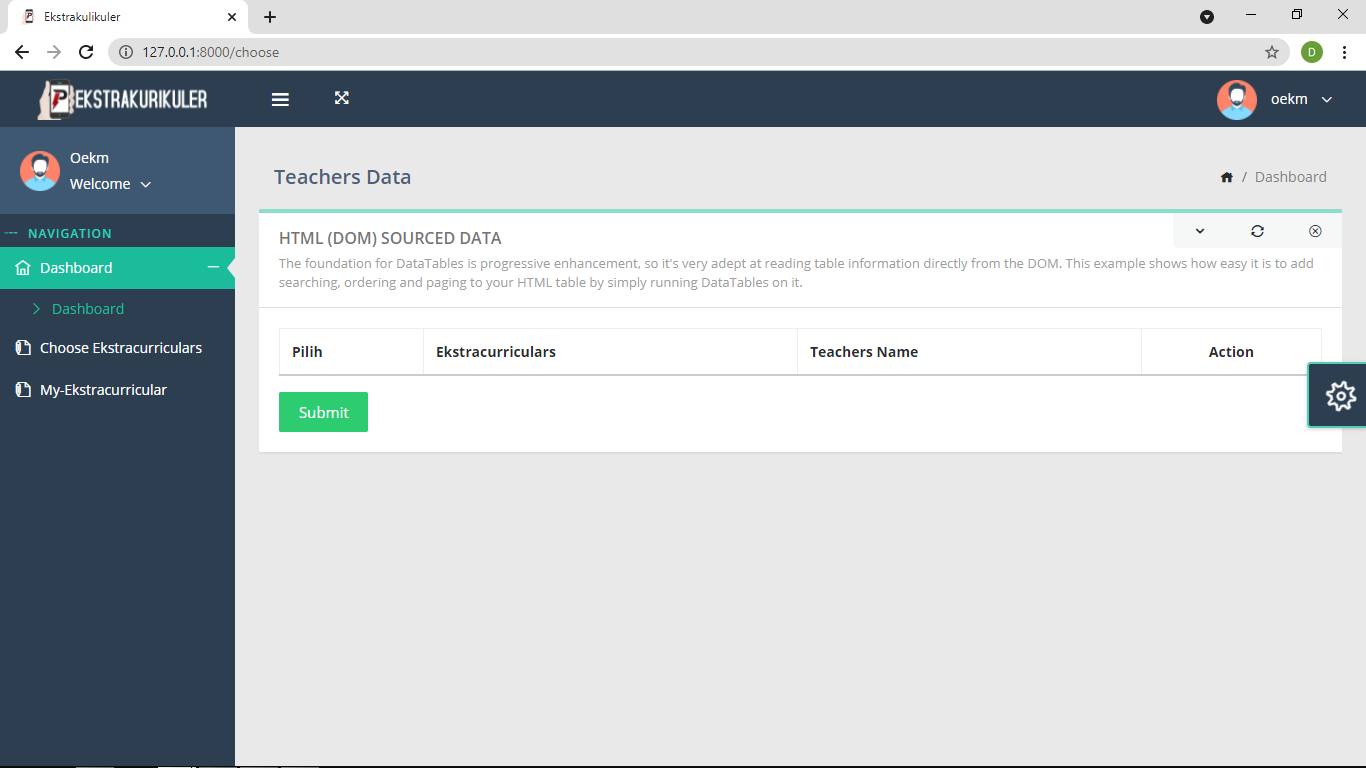 Ekstrakulikuler
127.0.0.1:8000/choose
D
P EKSTRAKURIKULER
oekm
Oekm
Welcome
NAVIGATION
Dashboard
Dashboard
Choose Ekstracurriculars
My-Ekstracurricular
Teachers Data
/ Dashboard
HTML (DOM) SOURCED DATA
The foundation for DataTables is progressive enhancement, so it's very adept at reading table information directly from the DOM. This example shows how easy it is to add
searching, ordering and paging to your HTML table by simply running DataTables on it.
Pilih Ekstracurriculars Teachers Name Action
Submit